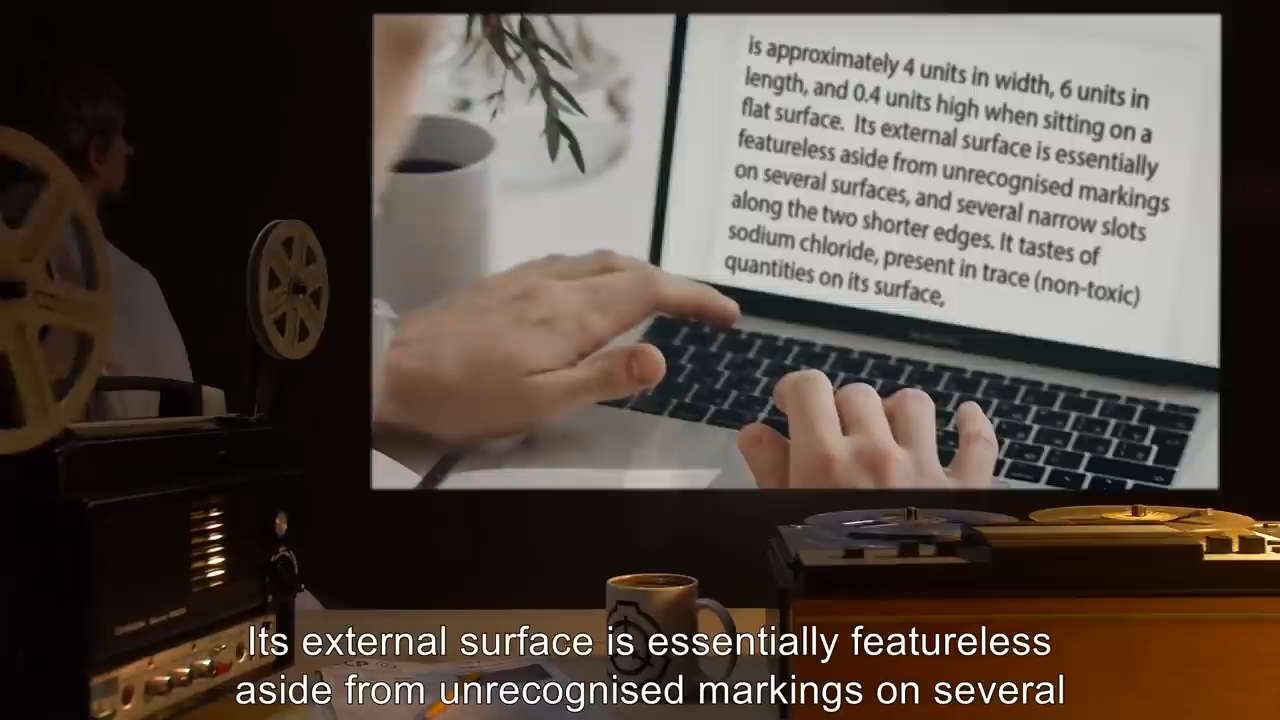 is approximately 4 units in width, 6 units in
length, and 0.4 units high when sitting on a
flat surface. Its external surface is essentially
featureless aside from unrecognised markings
on several surfaces, and several narrow slots
along the two shorter edges. It tastes of
sodium chloride, present in trace (non-toxic)
quantities on its surface,
Its external surface is essentially featureless
aside from unrecognised markings on several